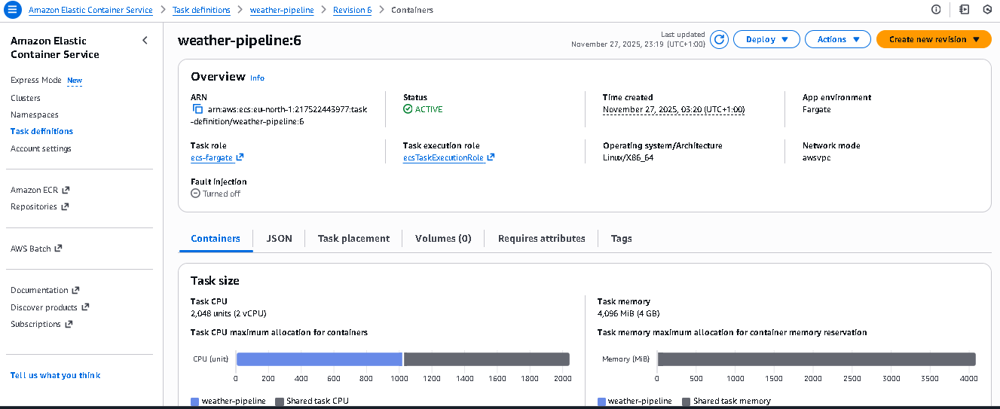 Amazon Elastic Container Service > Task definitions > weather-pipeline > Revision 6 > Containers
Amazon Elastic
Container Service
Express Mode New
Clusters
Namespaces
Task definitions
Account settings
Amazon ECR
Repositories
AWS Batch
Documentation
Discover products
Subscriptions
Tell us what you think
weather-pipeline:6
Last updated
November 27, 2025, 23:19 (UTC+1:00)
Deploy
Actions
Create new revision
Overview Info
ARN
arn:aws:ecs:eu-north-1:217522443977:task
-definition/weather-pipeline:6
Status
ACTIVE
Time created
November 27, 2025, 03:20 (UTC+1:00)
App environment
Fargate
Task role
ecs-fargate
Task execution role
ecsTaskExecutionRole
Operating system/Architecture
Linux/X86_64
Network mode
awsvpc
Fault injection
Turned off
Containers
JSON
Task placement
Volumes (0)
Requires attributes
Tags
Task size
Task CPU
2,048 units (2 vCPU)
Task CPU maximum allocation for containers
CPU (unit)
0 200 400 600 800 1000 1200 1400 1600 1800 2000
weather-pipeline Shared task CPU
Task memory
4,096 MiB (4 GB)
Task memory maximum allocation for container memory reservation
Memory (MiB)
0 500 1000 1500 2000 2500 3000 3500 4000
weather-pipeline Shared task memory